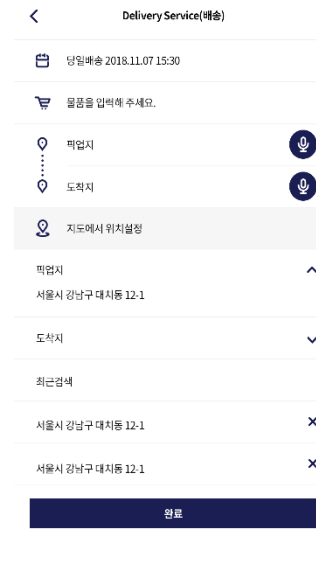 Delivery Service(배송)
당일배송 2018.11.07 15:30
물품을 입력해 주세요.
픽업지
도착지
지도에서 위치설정
픽업지
서울시 강남구 대치동 12-1
도착지
최근검색
서울시 강남구 대치동 12-1
서울시 강남구 대치동 12-1
완료